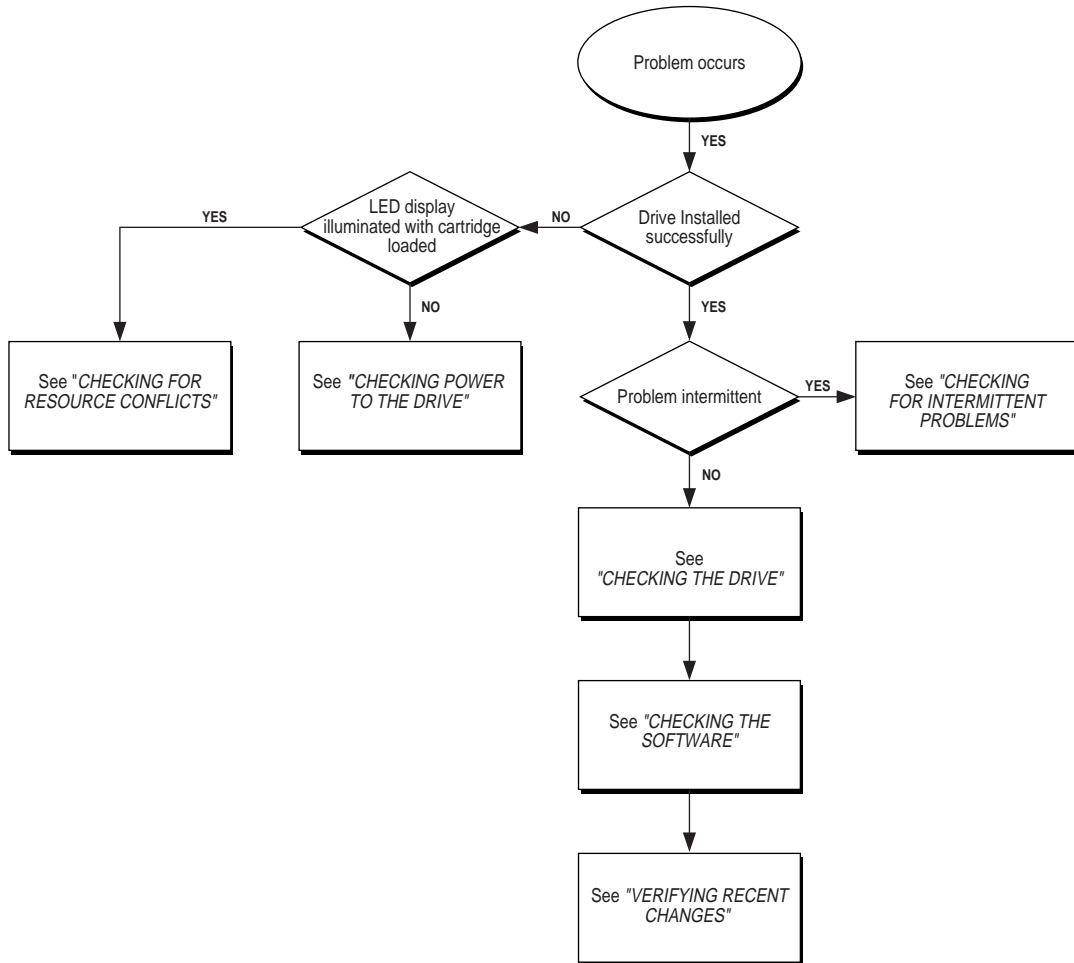 Problem occurs
YES
LED display
illuminated with cartridge
loaded
YES
NO
Drive Installed
successfully
NO
YES
See "CHECKING FOR
RESOURCE CONFLICTS"
See "CHECKING POWER
TO THE DRIVE"
Problem intermittent
YES
See "CHECKING
FOR INTERMITTENT
PROBLEMS"
NO
See
"CHECKING THE DRIVE"
See "CHECKING THE
SOFTWARE"
See "VERIFYING RECENT
CHANGES"